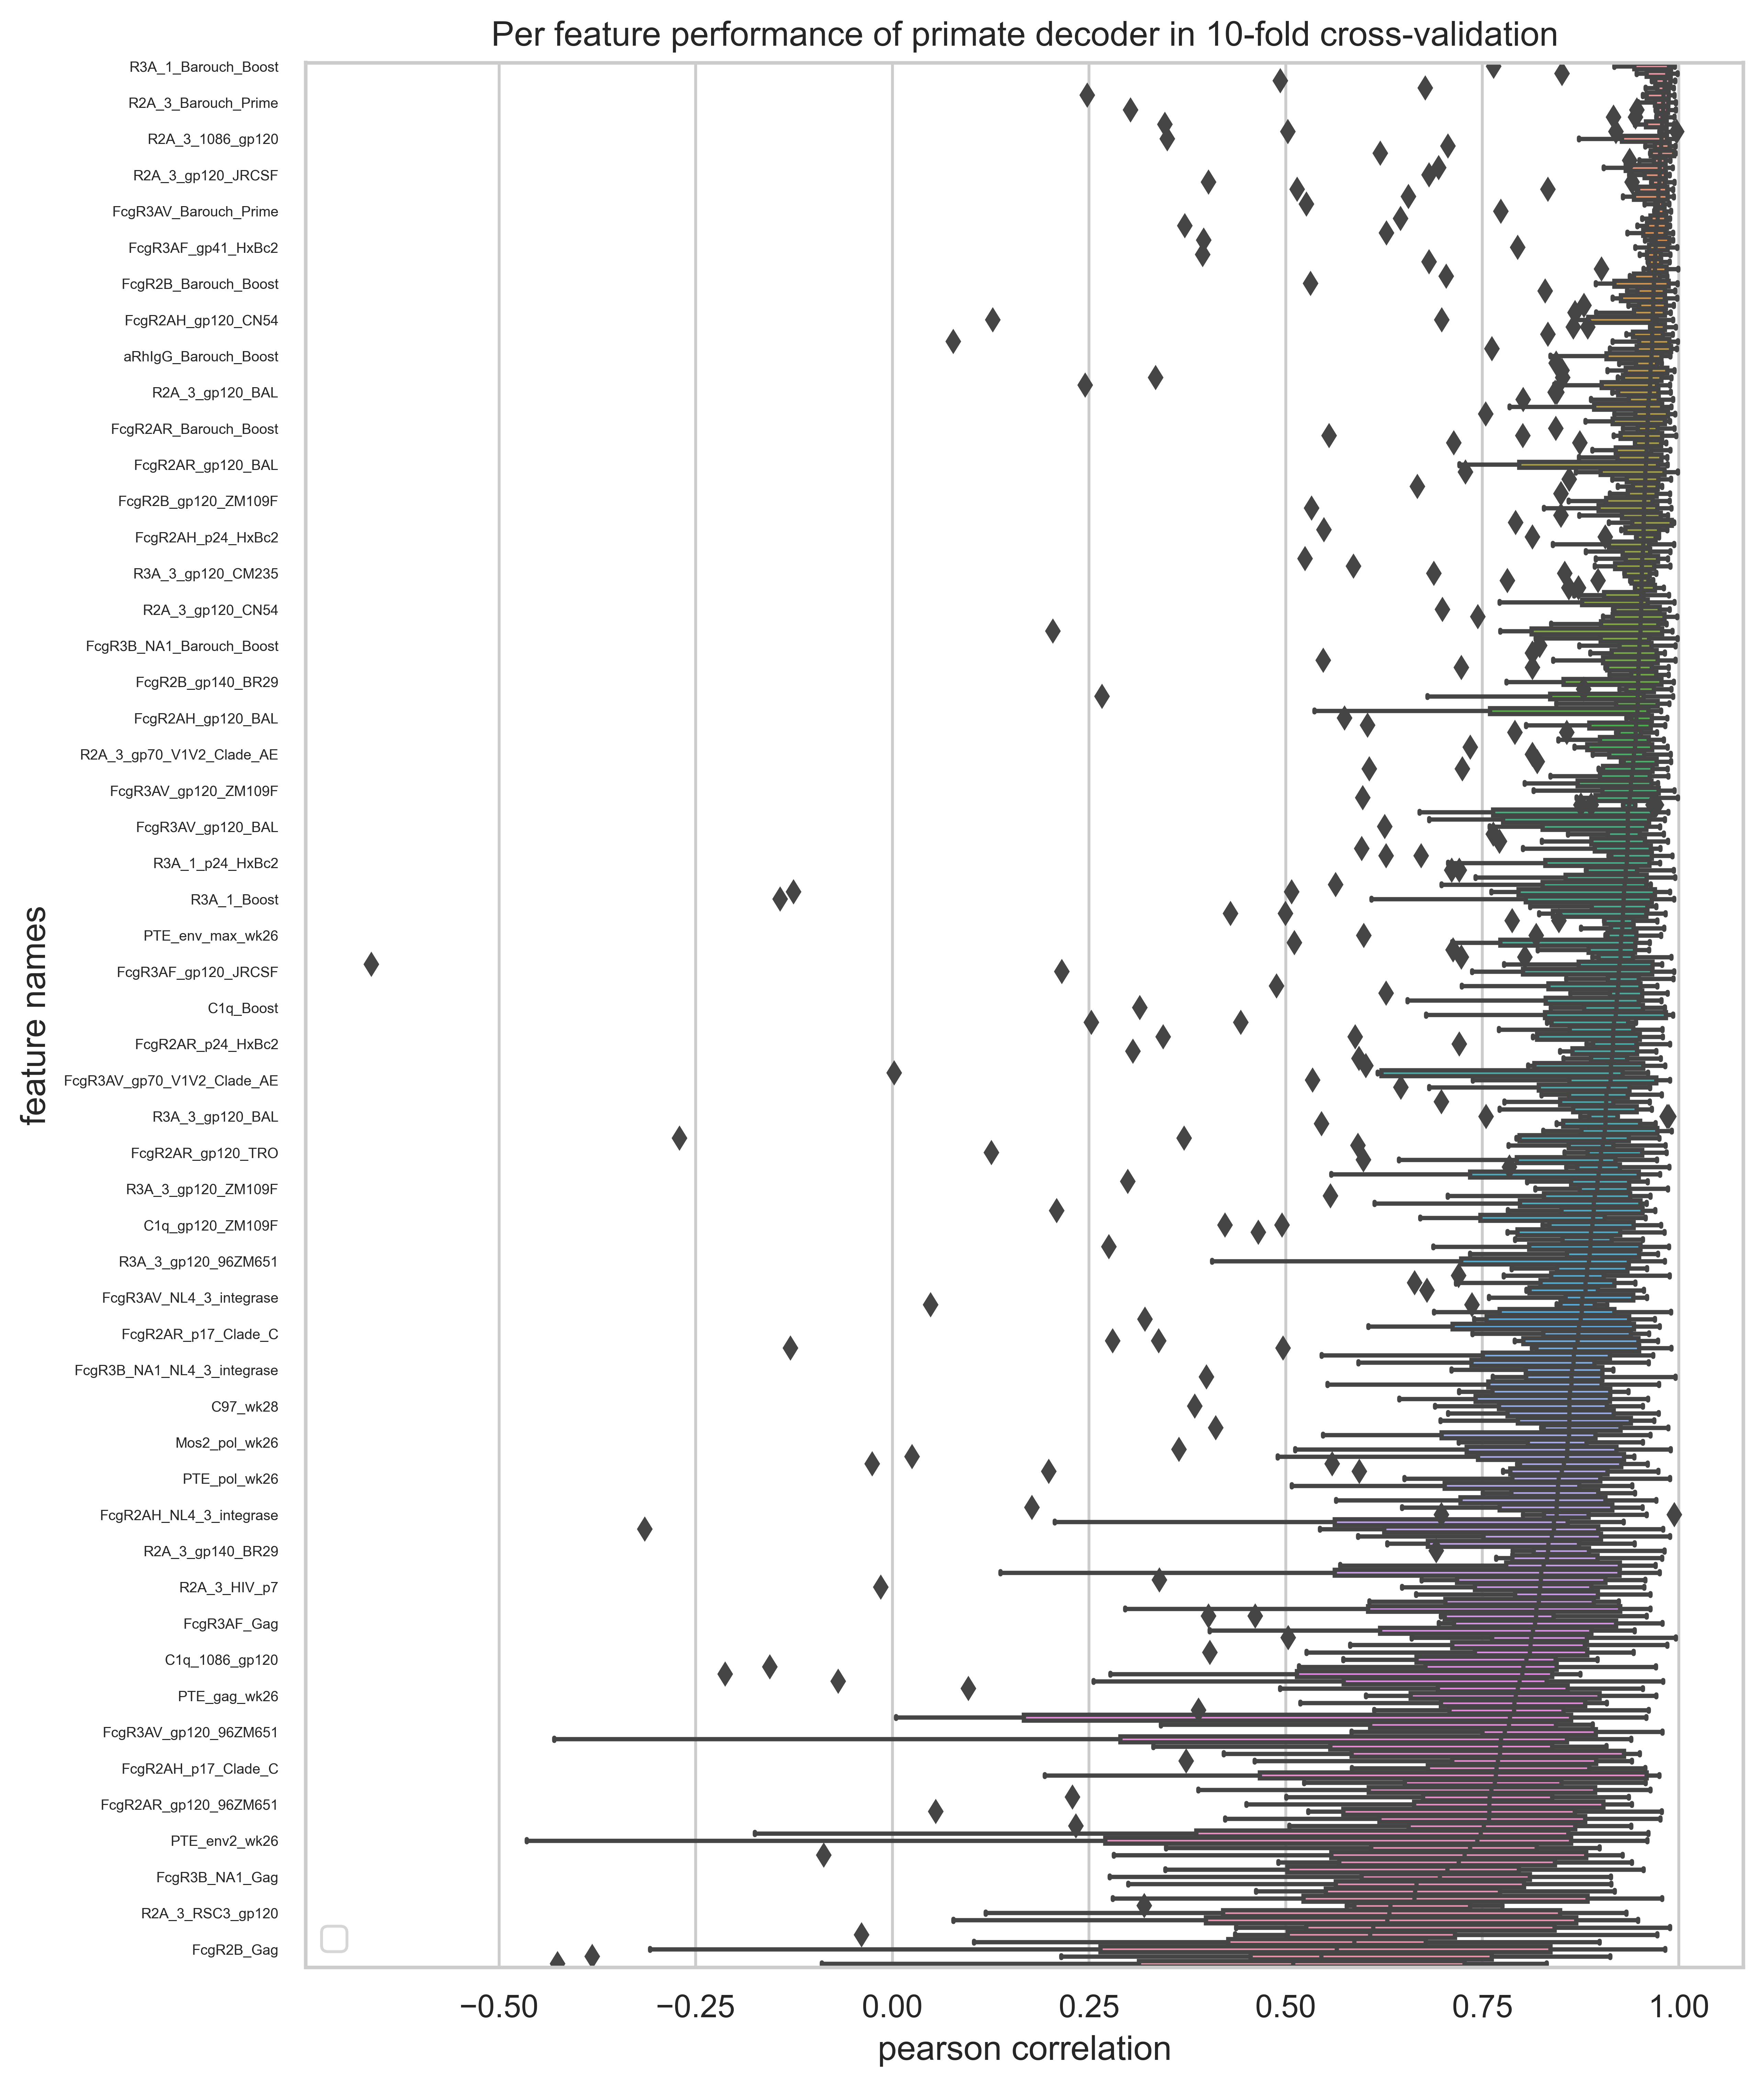 Per feature performance of primate decoder in 10-fold cross-validation
R3A_1_Barouch_Boost
R2A_3_Barouch_Prime
R2A_3_1086_gp120
R2A_3_gp120_JRCSF
FcgR3AV_Barouch_Prime
FcgR3AF_gp41_HxBc2
FcgR2B_Barouch_Boost
FcgR2AH_gp120_CN54
aRhIgG_Barouch_Boost
R2A_3_gp120_BAL
FcgR2AR_Barouch_Boost
FcgR2AR_gp120_BAL
FcgR2B_gp120_ZM109F
FcgR2AH_p24_HxBc2
R3A_3_gp120_CM235
R2A_3_gp120_CN54
FcgR3B_NA1_Barouch_Boost
FcgR2B_gp140_BR29
FcgR2AH_gp120_BAL
R2A_3_gp70_V1V2_Clade_AE
FcgR3AV_gp120_ZM109F
FcgR3AV_gp120_BAL
R3A_1_p24_HxBc2
R3A_1_Boost
PTE_env_max_wk26
FcgR3AF_gp120_JRCSF
C1q_Boost
FcgR2AR_p24_HxBc2
FcgR3AV_gp70_V1V2_Clade_AE
R3A_3_gp120_BAL
FcgR2AR_gp120_TRO
R3A_3_gp120_ZM109F
C1q_gp120_ZM109F
R3A_3_gp120_96ZM651
FcgR3AV_NL4_3_integrase
FcgR2AR_p17_Clade_C
FcgR3B_NA1_NL4_3_integrase
C97_wk28
Mos2_pol_wk26
PTE_pol_wk26
FcgR2AH_NL4_3_integrase
R2A_3_gp140_BR29
R2A_3_HIV_p7
FcgR3AF_Gag
C1q_1086_gp120
PTE_gag_wk26
FcgR3AV_gp120_96ZM651
FcgR2AH_p17_Clade_C
FcgR2AR_gp120_96ZM651
PTE_env2_wk26
FcgR3B_NA1_Gag
R2A_3_RSC3_gp120
FcgR2B_Gag
feature names
−0.50 −0.25 0.00 0.25 0.50 0.75 1.00
pearson correlation